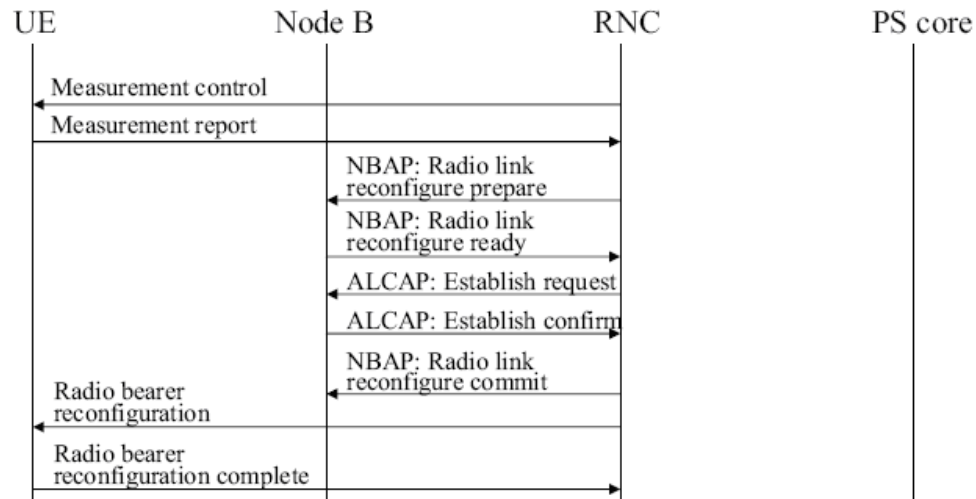 UE Node B RNC PS core
Measurement control
Measurement report
NBAP: Radio link
reconfigure prepare
NBAP: Radio link
reconfigure ready
ALCAP: Establish request
ALCAP: Establish confirm
NBAP: Radio link
reconfigure commit
Radio bearer
reconfiguration
Radio bearer
reconfiguration complete